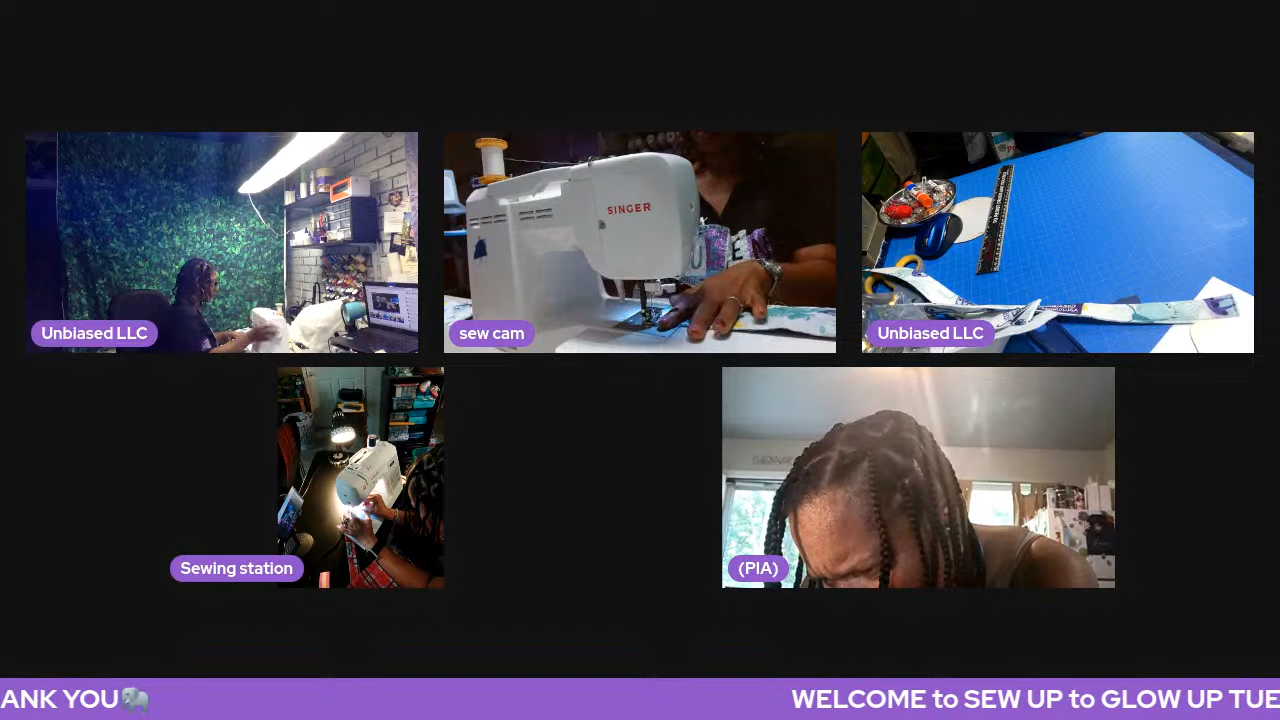 SINGER
Unbiased LLC
sew cam
Unbiased LLC
Sewing station
(PIA)
ANK YOU🐘
WELCOME to SEW UP to GLOW UP TUE